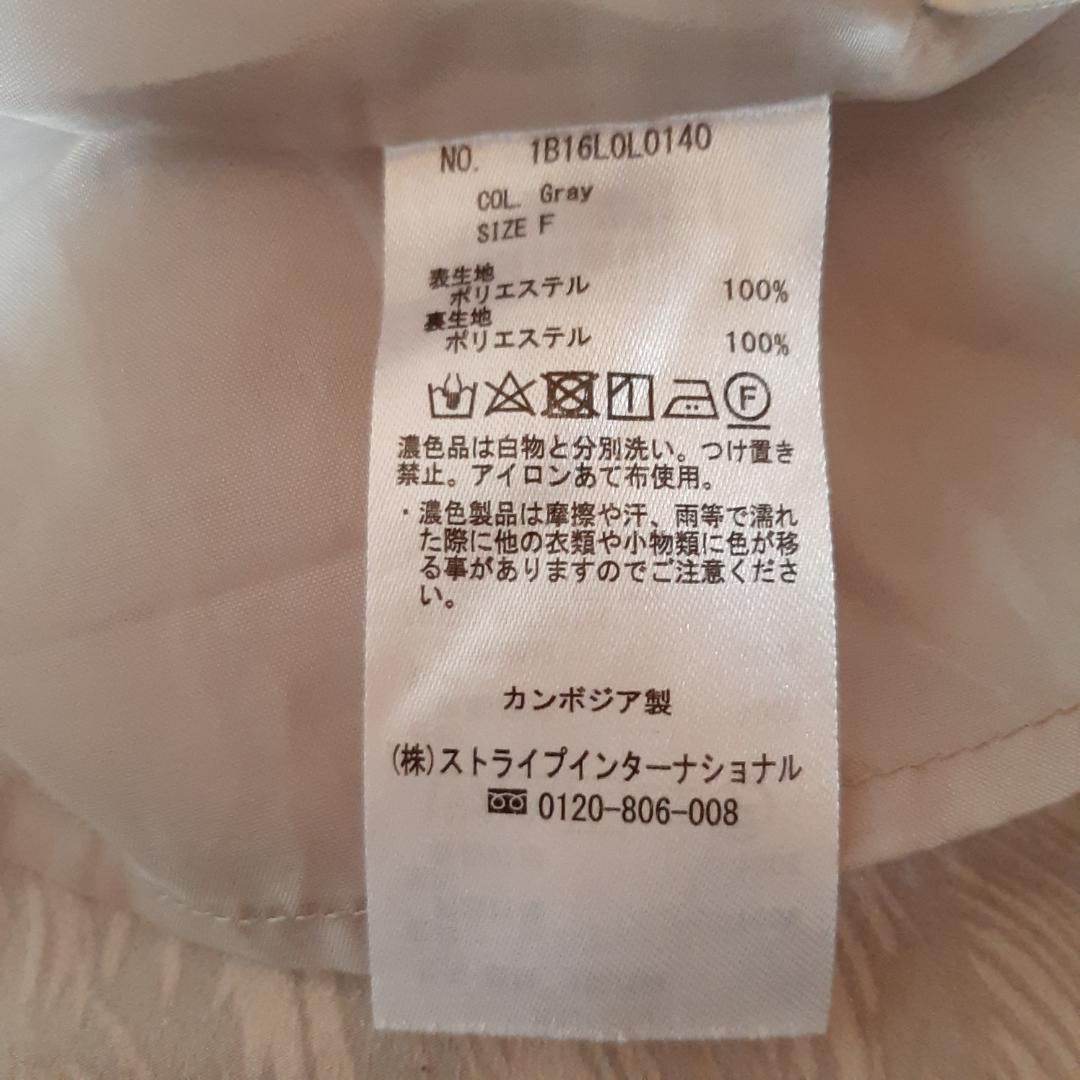 NO. 1B16L0L0140
COL. Gray
SIZE F
表生地
ポリエステル 100%
裏生地
ポリエステル 100%
F
濃色品は白物と分別洗い。つけ置き
禁止。アイロンあて布使用。
・濃色製品は摩擦や汗、雨等で濡れ
た際に他の衣類や小物類に色が移
る事がありますのでご注意くださ
い。
カンボジア製
(株)ストライプインターナショナル
0120-806-008